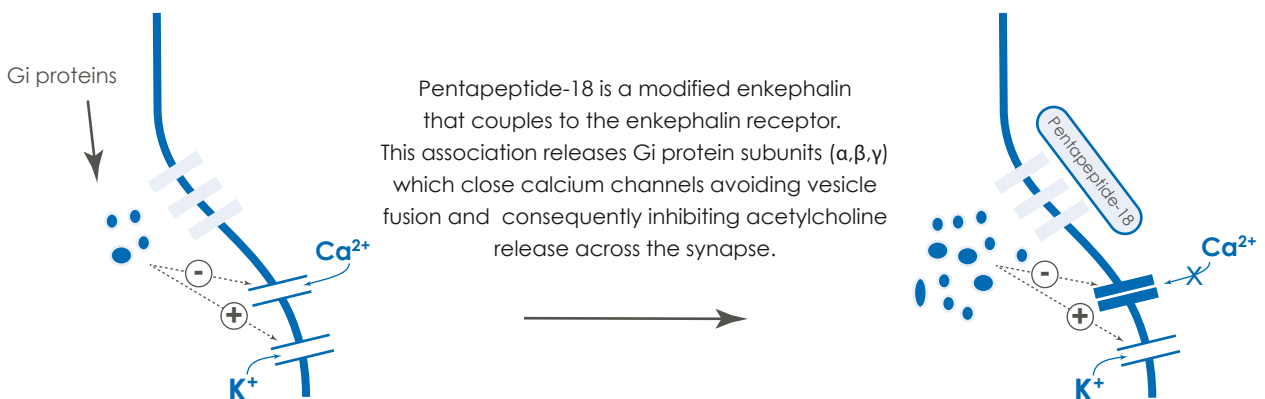 Gi proteins
Ca²⁺
-
+
K⁺
Pentapeptide-18 is a modified enkephalin
that couples to the enkephalin receptor.
This association releases Gi protein subunits (α,β,γ)
which close calcium channels avoiding vesicle
fusion and consequently inhibiting acetylcholine
release across the synapse.
Pentapeptide-18
Ca²⁺
X
-
+
K⁺